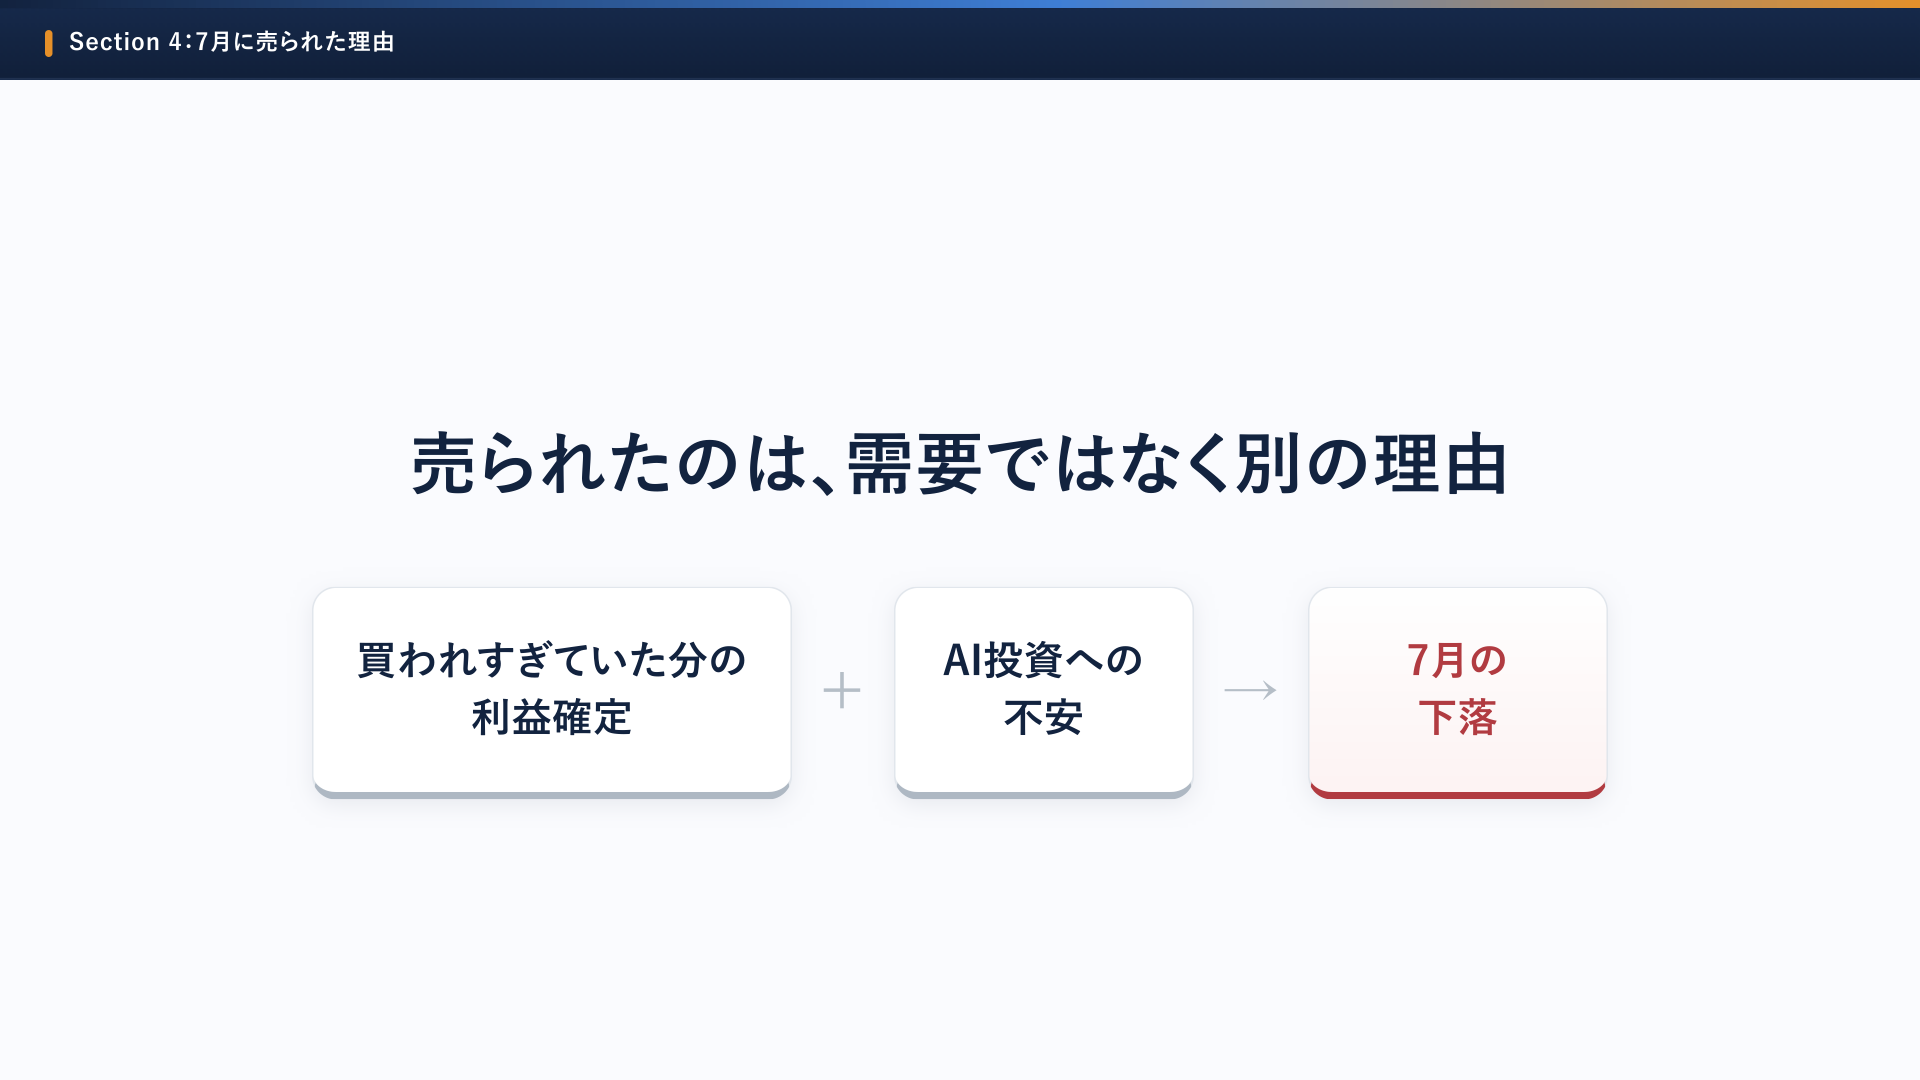 Section 4：7月に売られた理由
売られたのは、需要ではなく別の理由
買われすぎていた分の
利益確定
＋
AI投資への
不安
→
7月の
下落